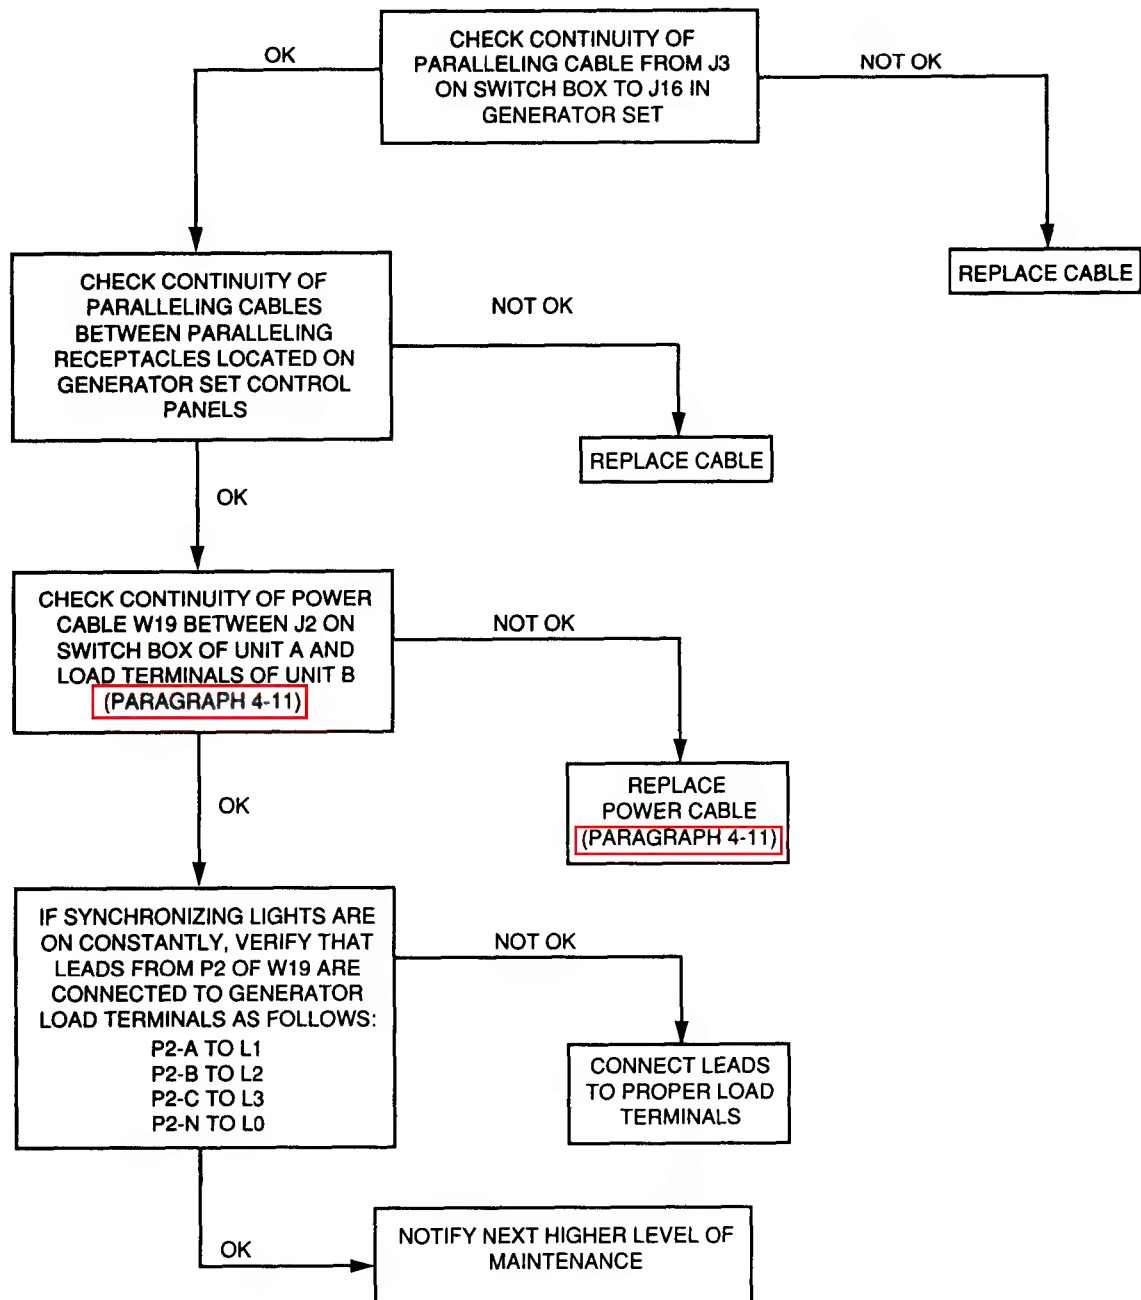 CHECK CONTINUITY OF
PARALLELING CABLE FROM J3
ON SWITCH BOX TO J16 IN
GENERATOR SET
OK
NOT OK
REPLACE CABLE
CHECK CONTINUITY OF
PARALLELING CABLES
BETWEEN PARALLELING
RECEPTACLES LOCATED ON
GENERATOR SET CONTROL
PANELS
NOT OK
REPLACE CABLE
OK
CHECK CONTINUITY OF POWER
CABLE W19 BETWEEN J2 ON
SWITCH BOX OF UNIT A AND
LOAD TERMINALS OF UNIT B
(PARAGRAPH 4-11)
NOT OK
REPLACE
POWER CABLE
(PARAGRAPH 4-11)
OK
IF SYNCHRONIZING LIGHTS ARE
ON CONSTANTLY, VERIFY THAT
LEADS FROM P2 OF W19 ARE
CONNECTED TO GENERATOR
LOAD TERMINALS AS FOLLOWS:
P2-A TO L1
P2-B TO L2
P2-C TO L3
P2-N TO L0
NOT OK
CONNECT LEADS
TO PROPER LOAD
TERMINALS
OK
NOTIFY NEXT HIGHER LEVEL OF
MAINTENANCE